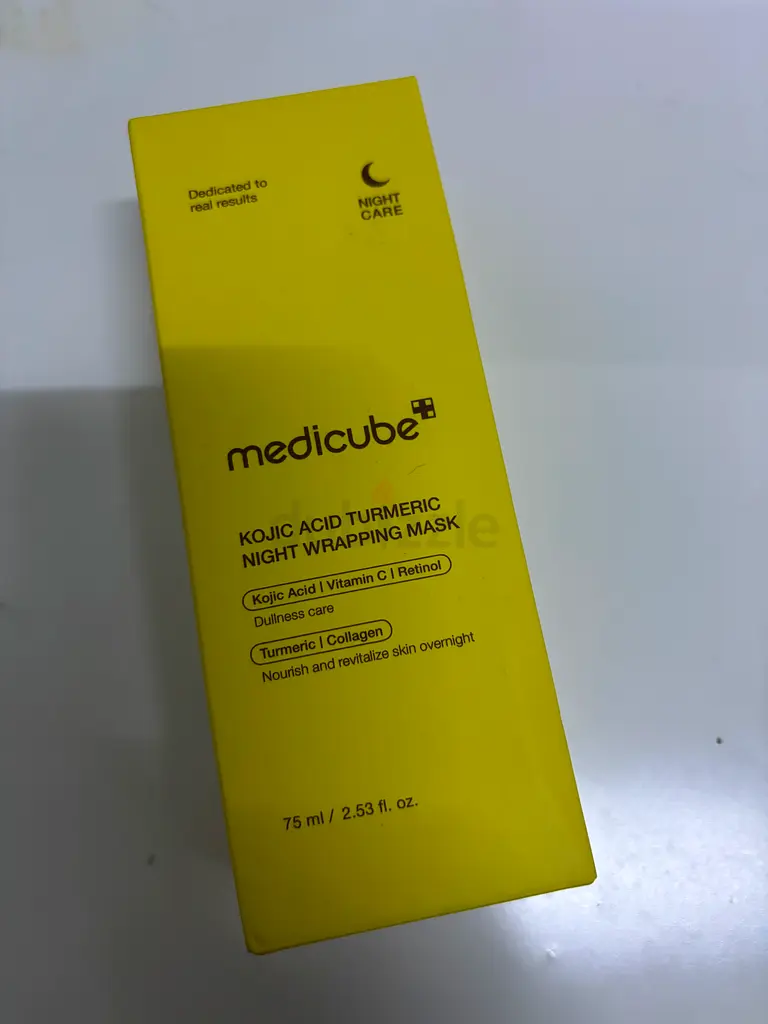 Dedicated to
real results
NIGHT
CARE
medicube
KOJIC ACID TURMERIC
NIGHT WRAPPING MASK
Kojic Acid | Vitamin C | Retinol
Dullness care
Turmeric | Collagen
Nourish and revitalize skin overnight
75 ml / 2.53 fl. oz.
dubizzle